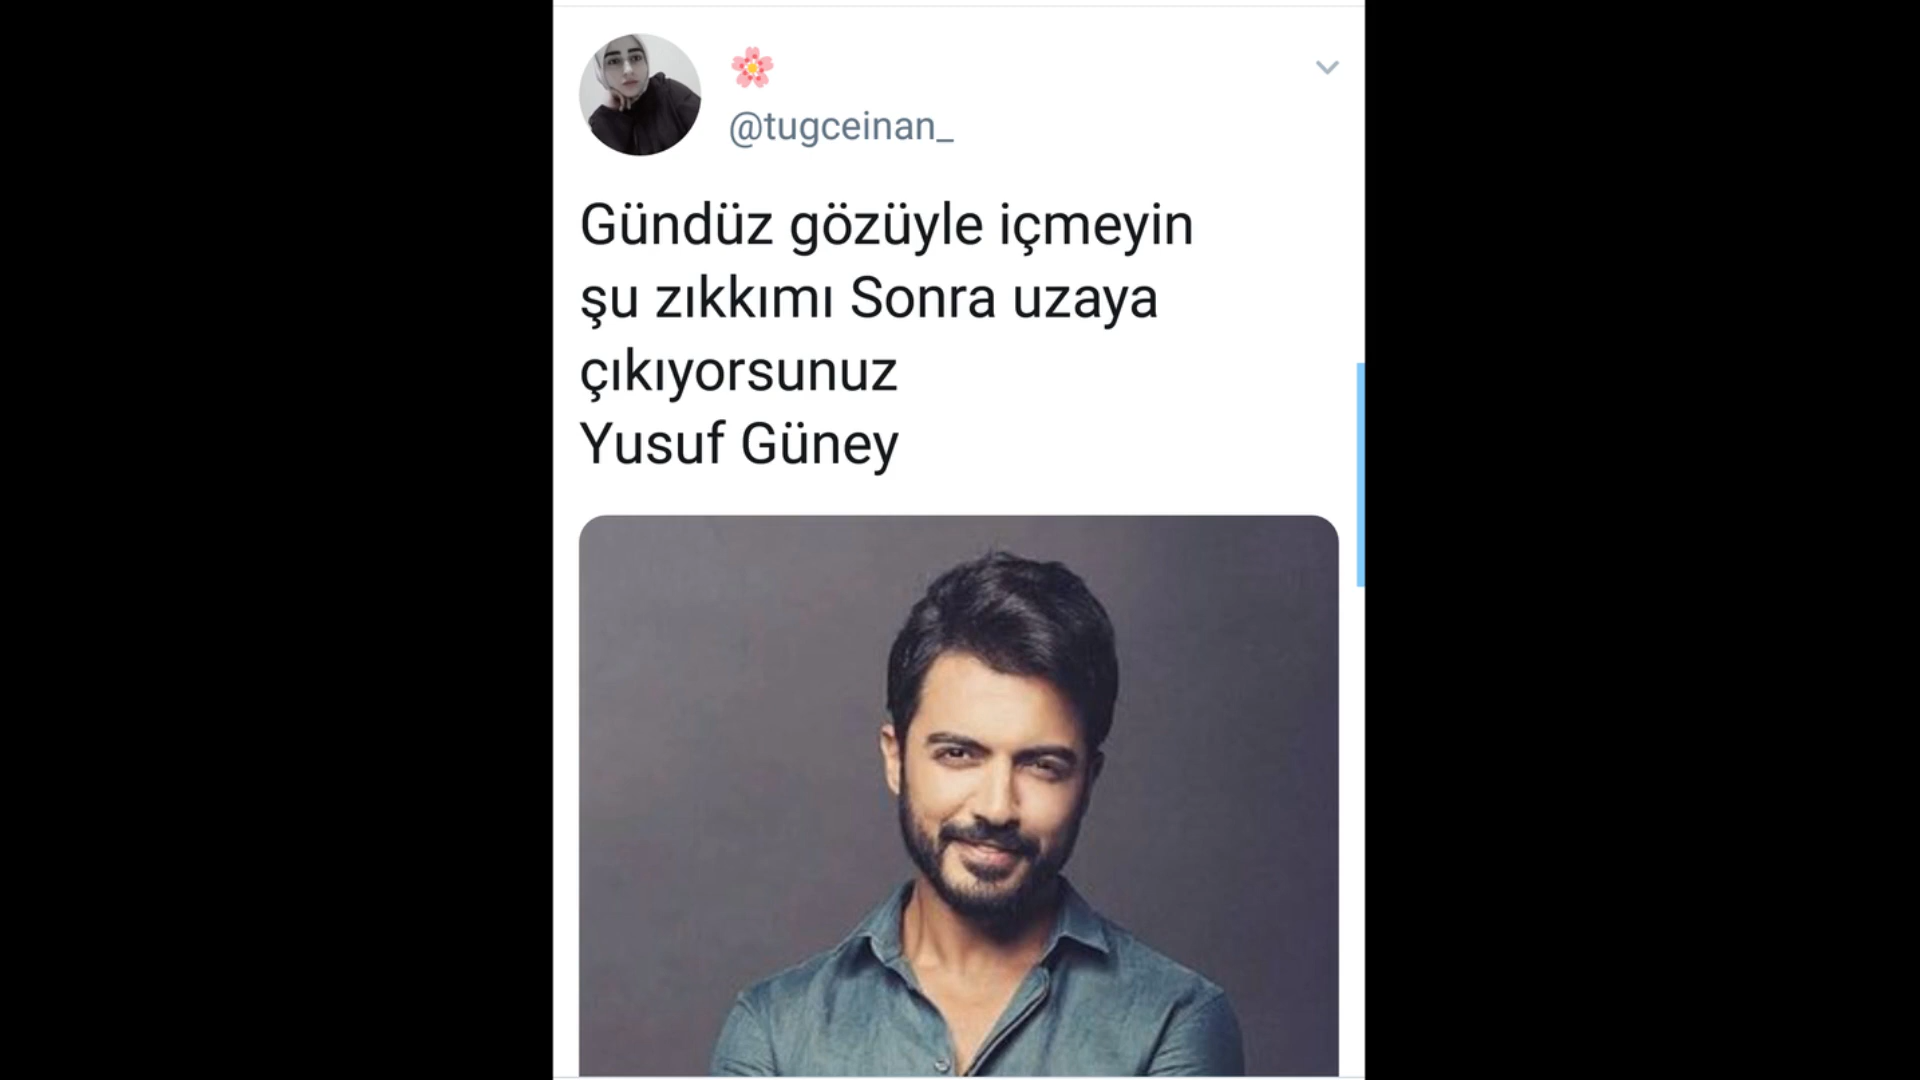 🌸
@tugceinan_
Gündüz gözüyle içmeyin
şu zıkkımı Sonra uzaya
çıkıyorsunuz
Yusuf Güney